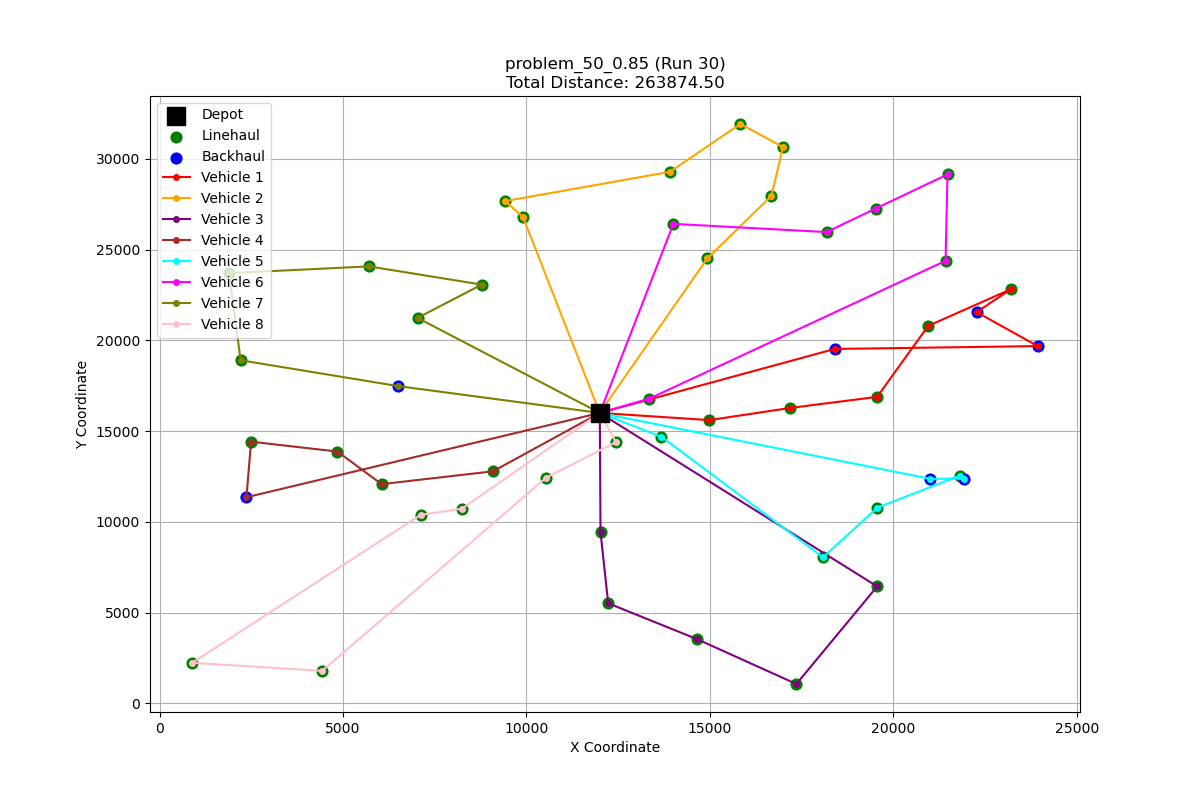 problem_50_0.85 (Run 30)
Total Distance: 263874.50
Depot
Linehaul
Backhaul
Vehicle 1
Vehicle 2
Vehicle 3
Vehicle 4
Vehicle 5
Vehicle 6
Vehicle 7
Vehicle 8
30000
25000
20000
15000
10000
5000
0
Y Coordinate
0
5000
10000
15000
20000
25000
X Coordinate